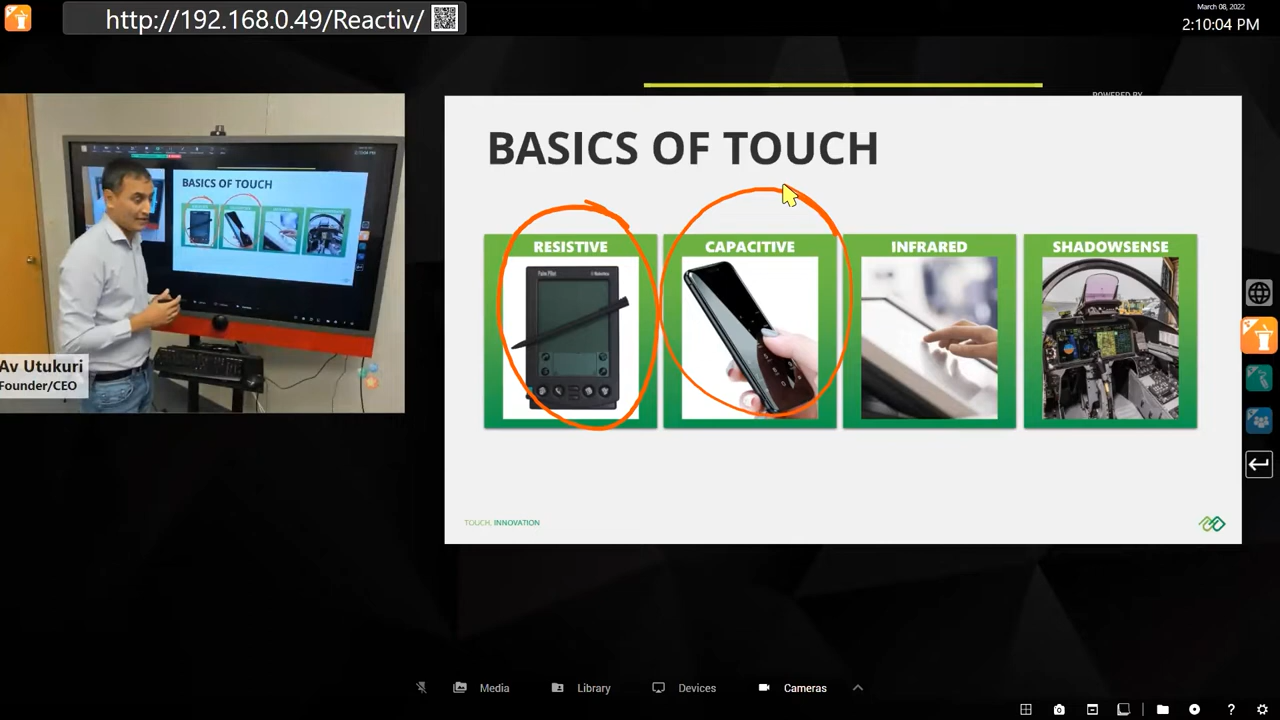 http://192.168.0.49/Reactiv/
March 08, 2022
2:10:04 PM
POWERED BY
BASICS OF TOUCH
RESISTIVE
CAPACITIVE
INFRARED
SHADOWSENSE
BASICS OF TOUCH
Av Utukuri
Founder/CEO
TOUCH. INNOVATION
Media
Library
Devices
Cameras
?